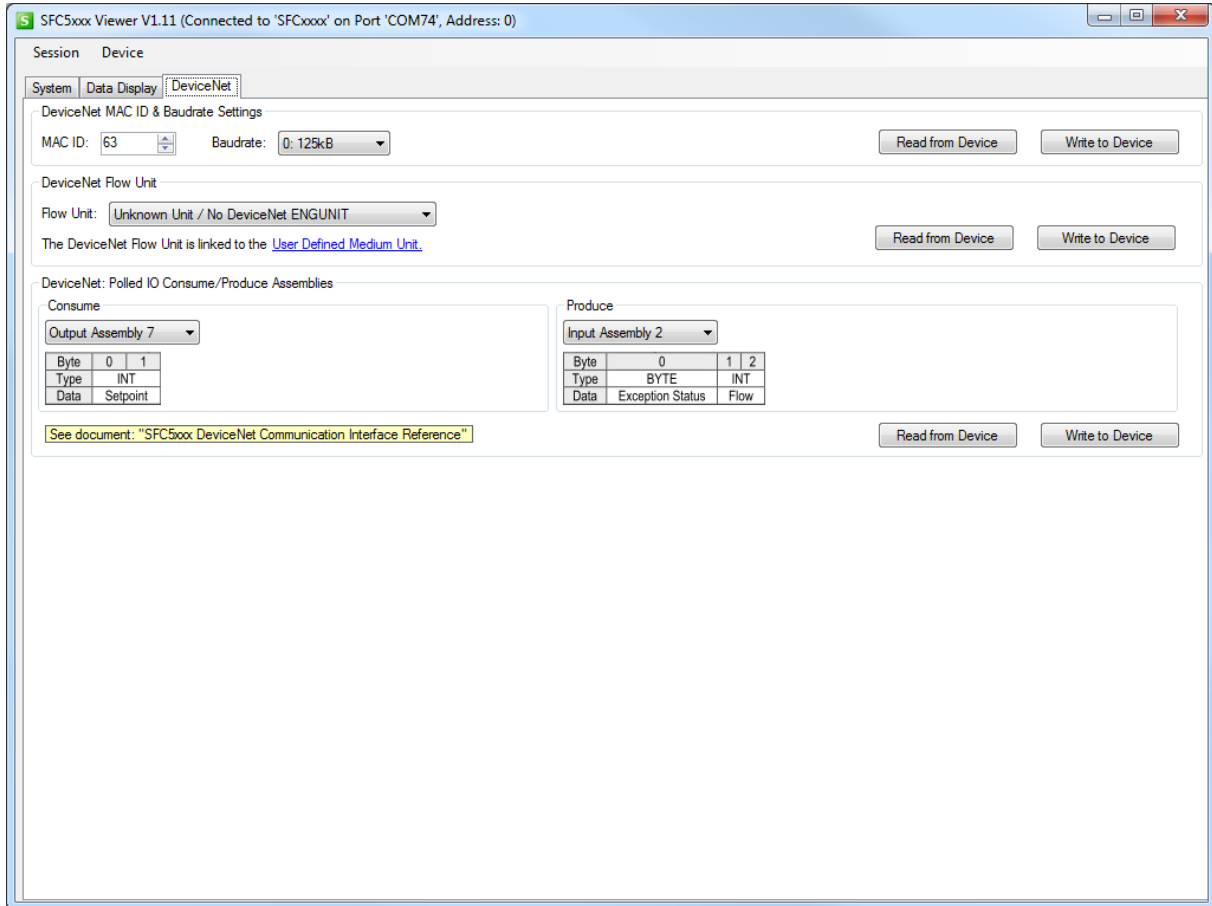 SFC5xxx Viewer V1.11 (Connected to 'SFCxxxx' on Port 'COM74', Address: 0)
Session Device
System Data Display DeviceNet
DeviceNet MAC ID & Baudrate Settings
MAC ID: 63 Baudrate: 0: 125kB Read from Device Write to Device
DeviceNet Flow Unit
Flow Unit: Unknown Unit / No DeviceNet ENGUNIT
The DeviceNet Flow Unit is linked to the User Defined Medium Unit. Read from Device Write to Device
DeviceNet: Polled IO Consume/Produce Assemblies
Consume
Output Assembly 7
Byte 0 1
Type INT
Data Setpoint
Produce
Input Assembly 2
Byte 0 1 2
Type BYTE INT
Data Exception Status Flow
See document: "SFC5xxx DeviceNet Communication Interface Reference" Read from Device Write to Device